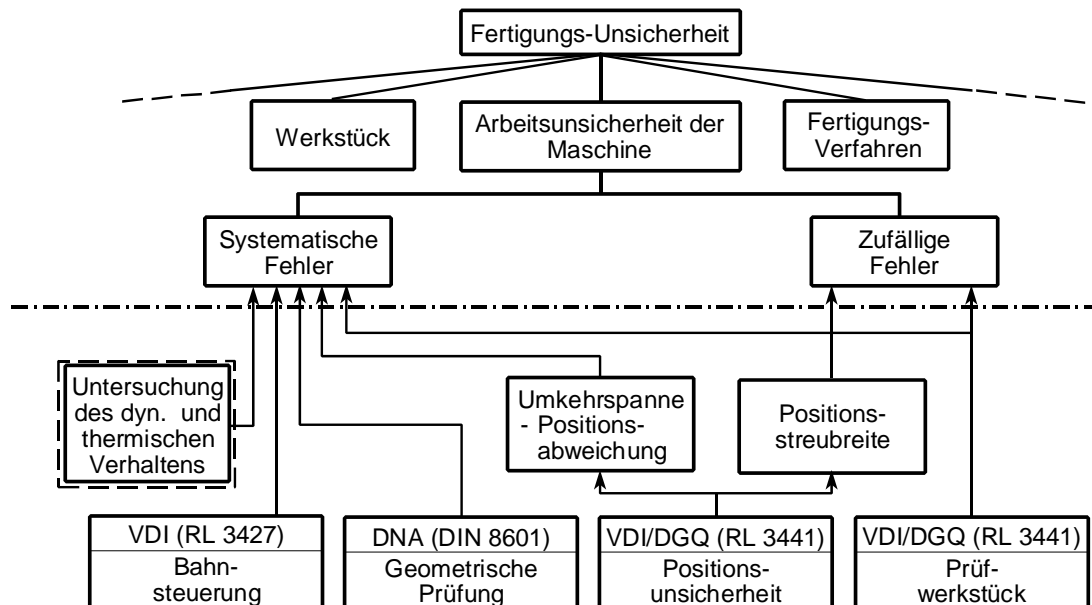 Fertigungs-Unsicherheit
Werkstück
Arbeitsunsicherheit der
Maschine
Fertigungs-
Verfahren
Systematische
Fehler
Zufällige
Fehler
Untersuchung
des dyn. und
thermischen
Verhaltens
Umkehrspanne
- Positions-
abweichung
Positions-
streubreite
VDI (RL 3427)
Bahn-
steuerung
DNA (DIN 8601)
Geometrische
Prüfung
VDI/DGQ (RL 3441)
Positions-
unsicherheit
VDI/DGQ (RL 3441)
Prüf-
werkstück